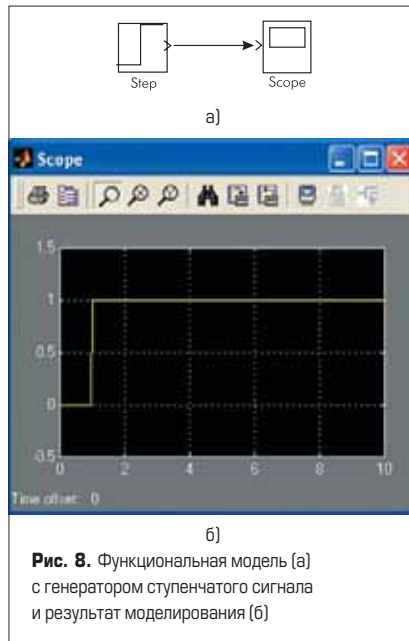 Step
Scope
а)
Scope
1.5
1
0.5
0
-0.5
0
2
4
6
8
10
Time offset: 0
б)
Рис. 8. Функциональная модель (а)
с генератором ступенчатого сигнала
и результат моделирования (б)